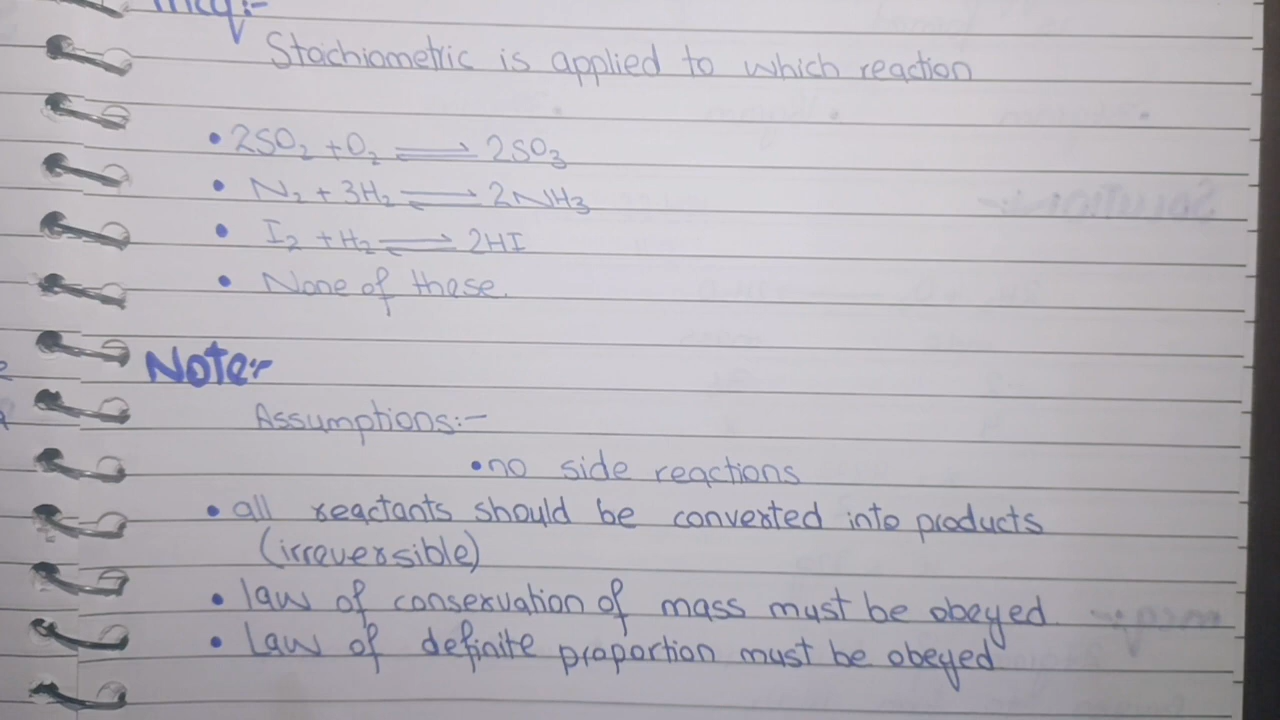 mcq:-
Stoichiometric is applied to which reaction
• 2SO₂ + O₂ ⇌ 2SO₃
• N₂ + 3H₂ ⇌ 2NH₃
• I₂ + H₂ ⇌ 2HI
• None of these.
Note:-
Assumptions:-
• no side reactions
• all reactants should be converted into products
(irreversible)
• law of conservation of mass must be obeyed
• Law of definite proportion must be obeyed